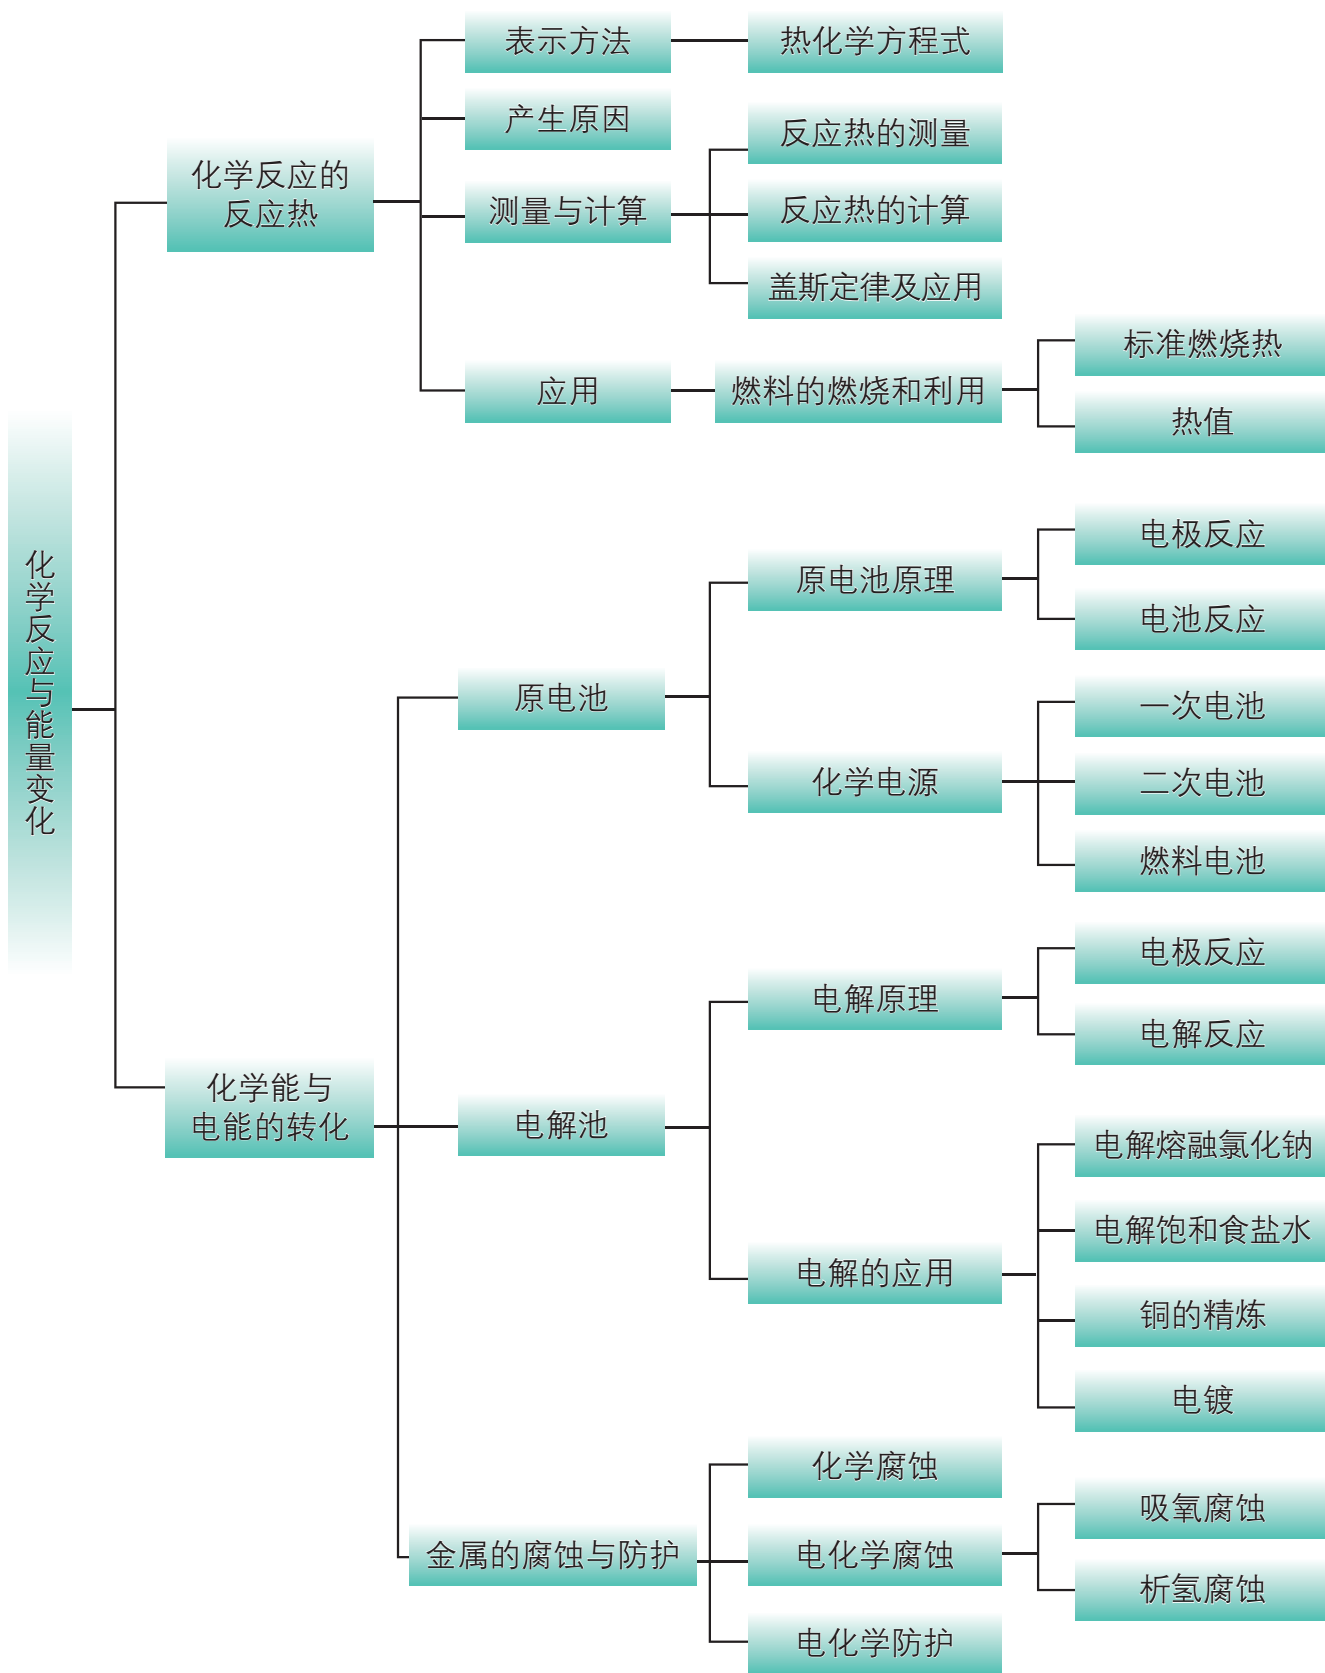 化学反应与能量变化
化学反应的
反应热
表示方法
热化学方程式
产生原因
测量与计算
反应热的测量
反应热的计算
盖斯定律及应用
应用
燃料的燃烧和利用
标准燃烧热
热值
化学能与
电能的转化
原电池
原电池原理
电极反应
电池反应
化学电源
一次电池
二次电池
燃料电池
电解池
电解原理
电极反应
电解反应
电解的应用
电解熔融氯化钠
电解饱和食盐水
铜的精炼
电镀
金属的腐蚀与防护
化学腐蚀
电化学腐蚀
吸氧腐蚀
析氢腐蚀
电化学防护